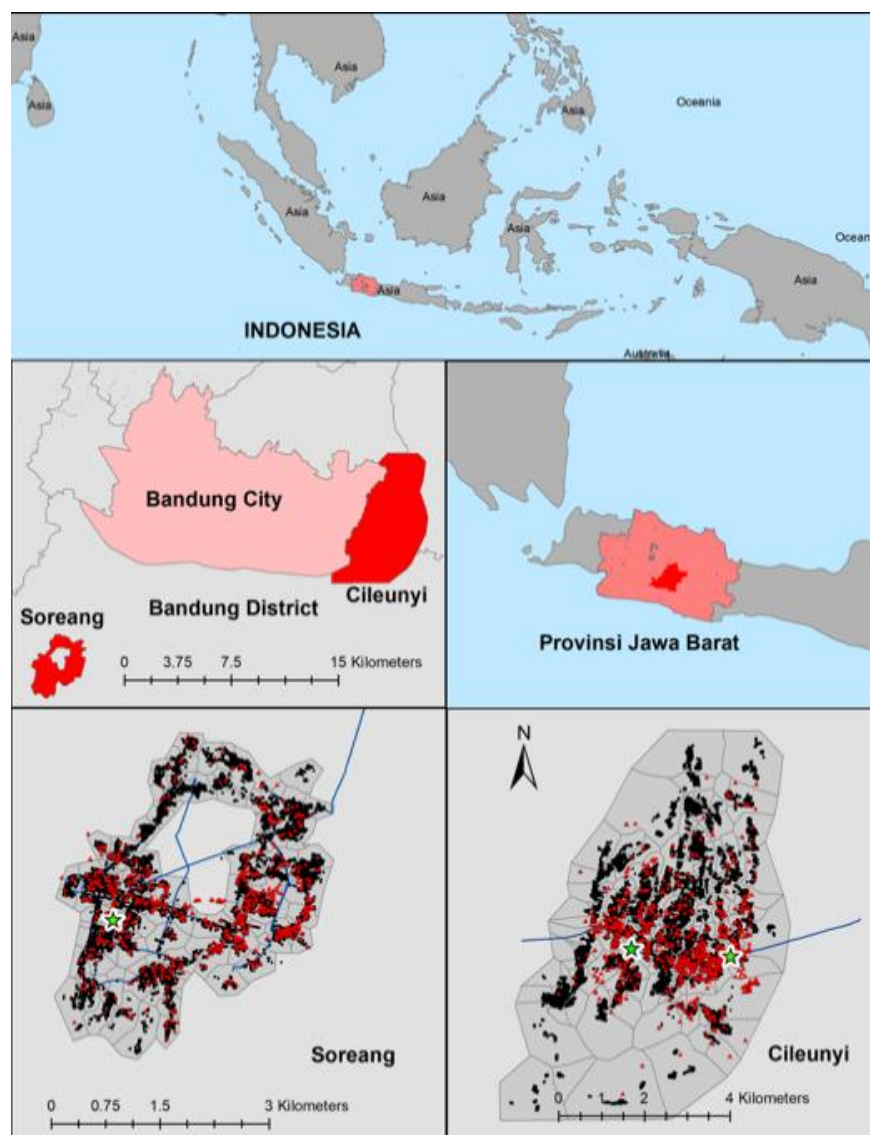 Asia
Asia
Asia
Asia
Oceania
Asia
Asia
Asia
Asia
Ocean
Asia
Asia
INDONESIA
Australia
Bandung City
Bandung District
Cileunyi
Soreang
0 3.75 7.5 15 Kilometers
Provinsi Jawa Barat
Soreang
0 0.75 1.5 3 Kilometers
N
Cileunyi
0 2 4 Kilometers